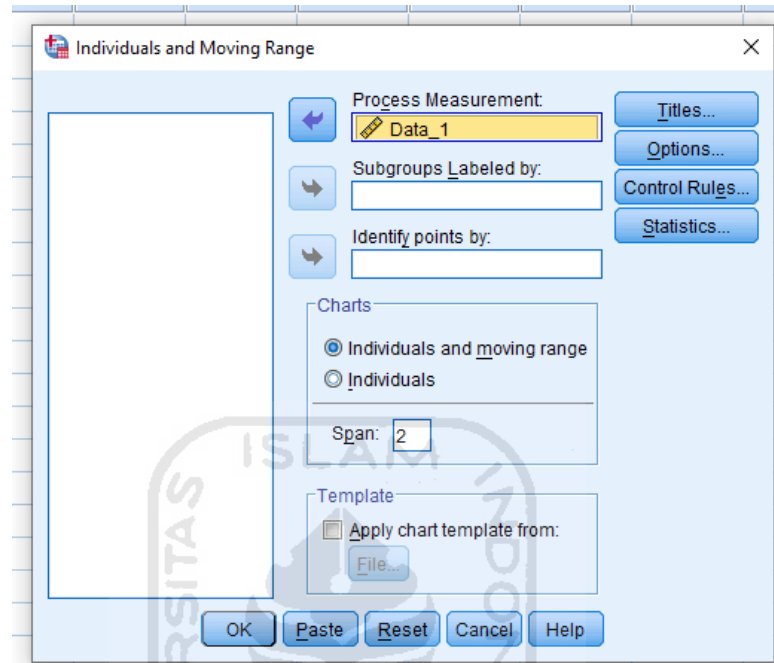 Individuals and Moving Range
Process Measurement:
Data_1
Subgroups Labeled by:
Identify points by:
Titles...
Options...
Control Rules...
Statistics...
Charts
Individuals and moving range
Individuals
Span: 2
Template
Apply chart template from:
File...
OK Paste Reset Cancel Help
ISLAM